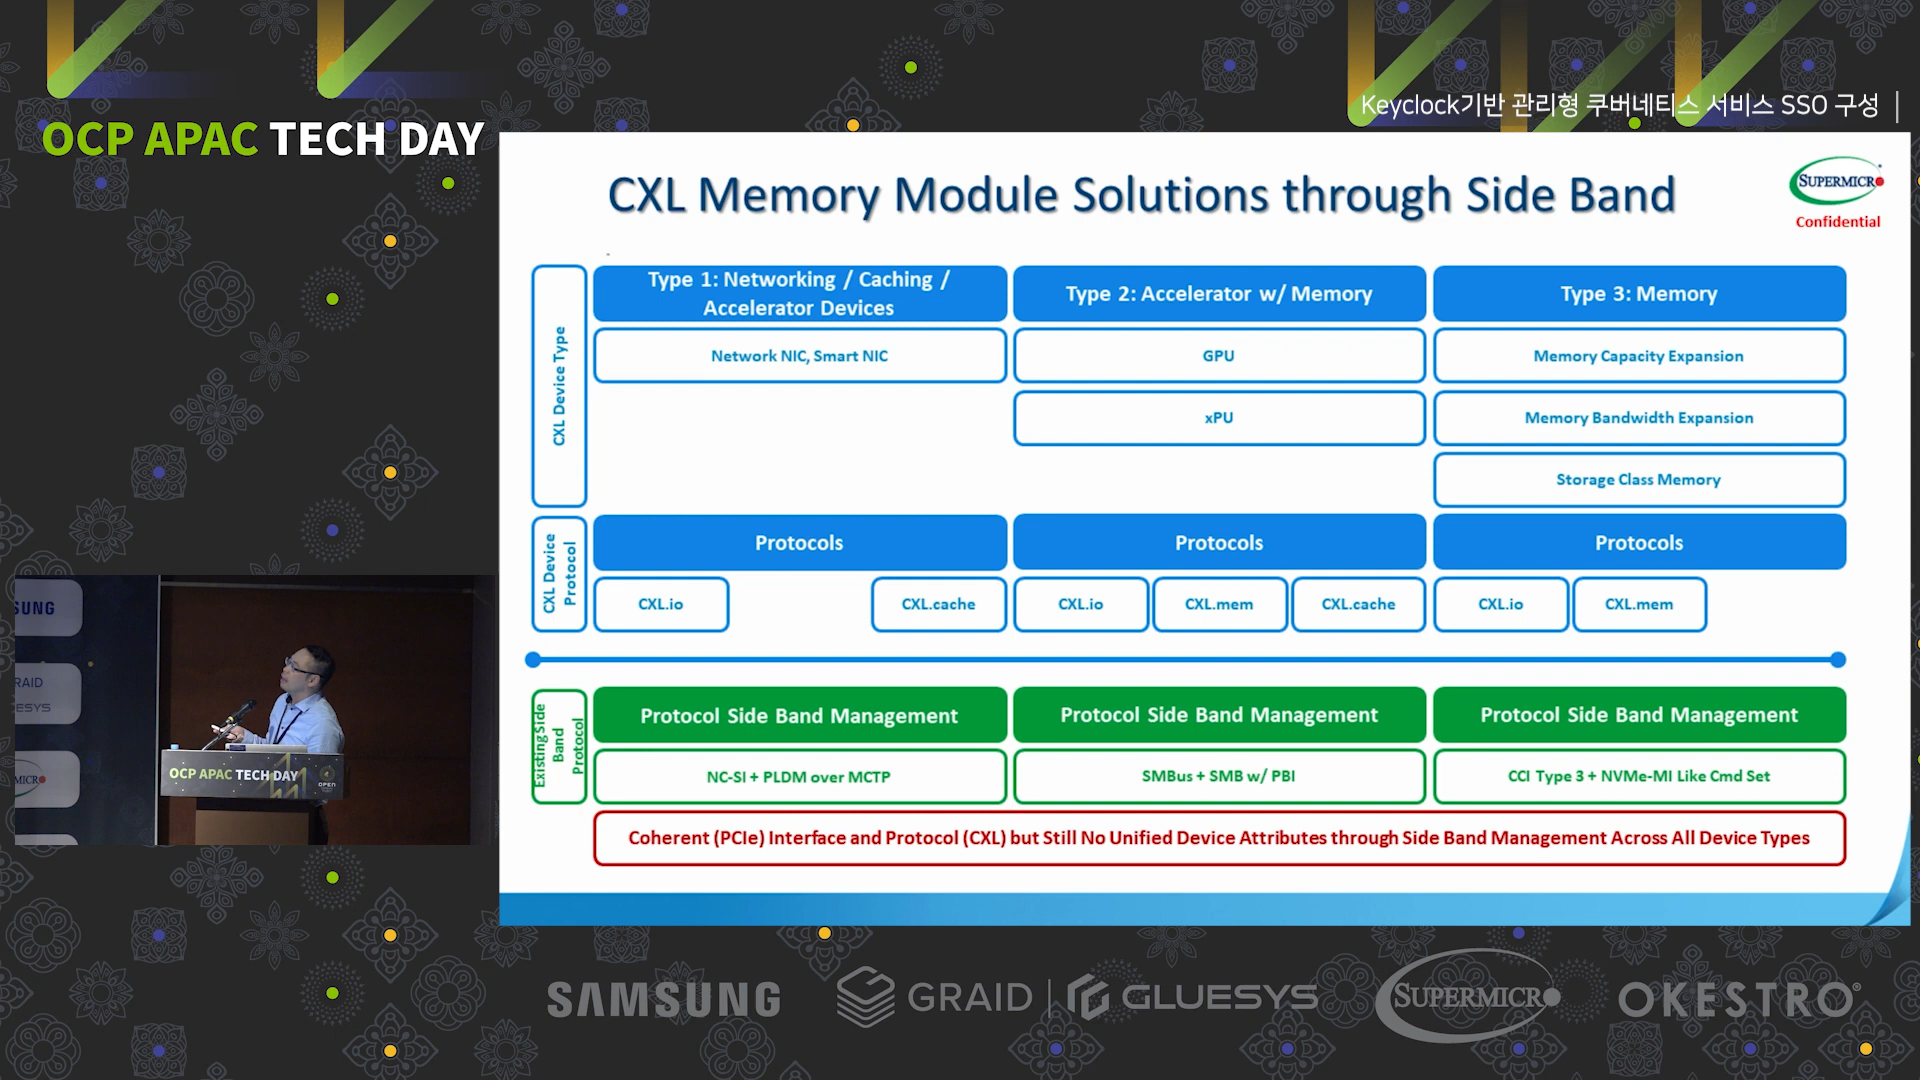 OCP APAC TECH DAY
Keyclock기반 관리형 쿠버네티스 서비스 SSO 구성
CXL Memory Module Solutions through Side Band
SUPERMICRO
Confidential
CXL Device Type
Type 1: Networking / Caching /
Accelerator Devices
Type 2: Accelerator w/ Memory
Type 3: Memory
Network NIC, Smart NIC
GPU
Memory Capacity Expansion
xPU
Memory Bandwidth Expansion
Storage Class Memory
CXL Device
Protocol
Protocols
Protocols
Protocols
CXL.io
CXL.cache
CXL.io
CXL.mem
CXL.cache
CXL.io
CXL.mem
Existing Side
Band
Protocol
Protocol Side Band Management
Protocol Side Band Management
Protocol Side Band Management
NC-SI + PLDM over MCTP
SMBus + SMB w/ PBI
CCI Type 3 + NVMe-MI Like Cmd Set
Coherent (PCIe) Interface and Protocol (CXL) but Still No Unified Device Attributes through Side Band Management Across All Device Types
SUNG
RAID
ESYS
MICRO
OCP APAC TECH DAY
OPEN
SAMSUNG
GRAID
GLUESYS
SUPERMICRO
OKESTRO